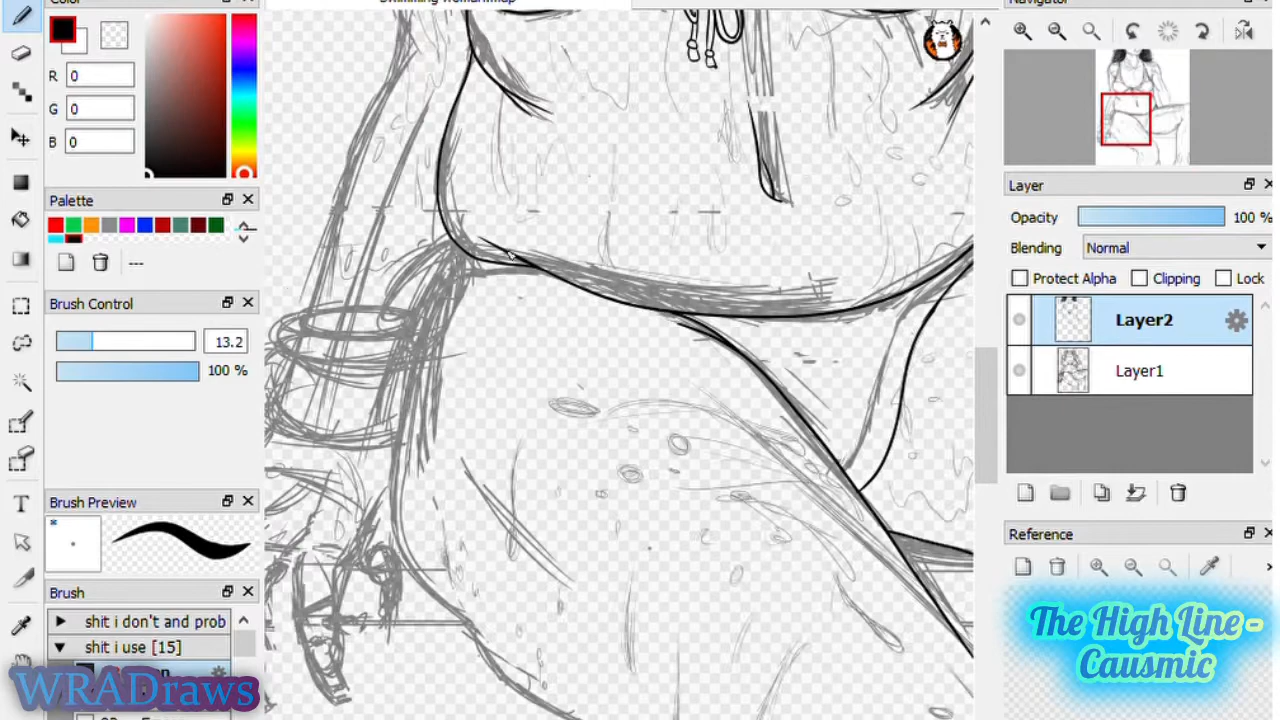 Color
R 0
G 0
B 0
Palette
---
Brush Control
13.2
100 %
Brush Preview
Brush
shit i don't and prob
shit i use [15]
WRADraws
Navigator
Layer
Opacity 100 %
Blending Normal
Protect Alpha Clipping Lock
Layer2
Layer1
Reference
The High Line -
Causmic